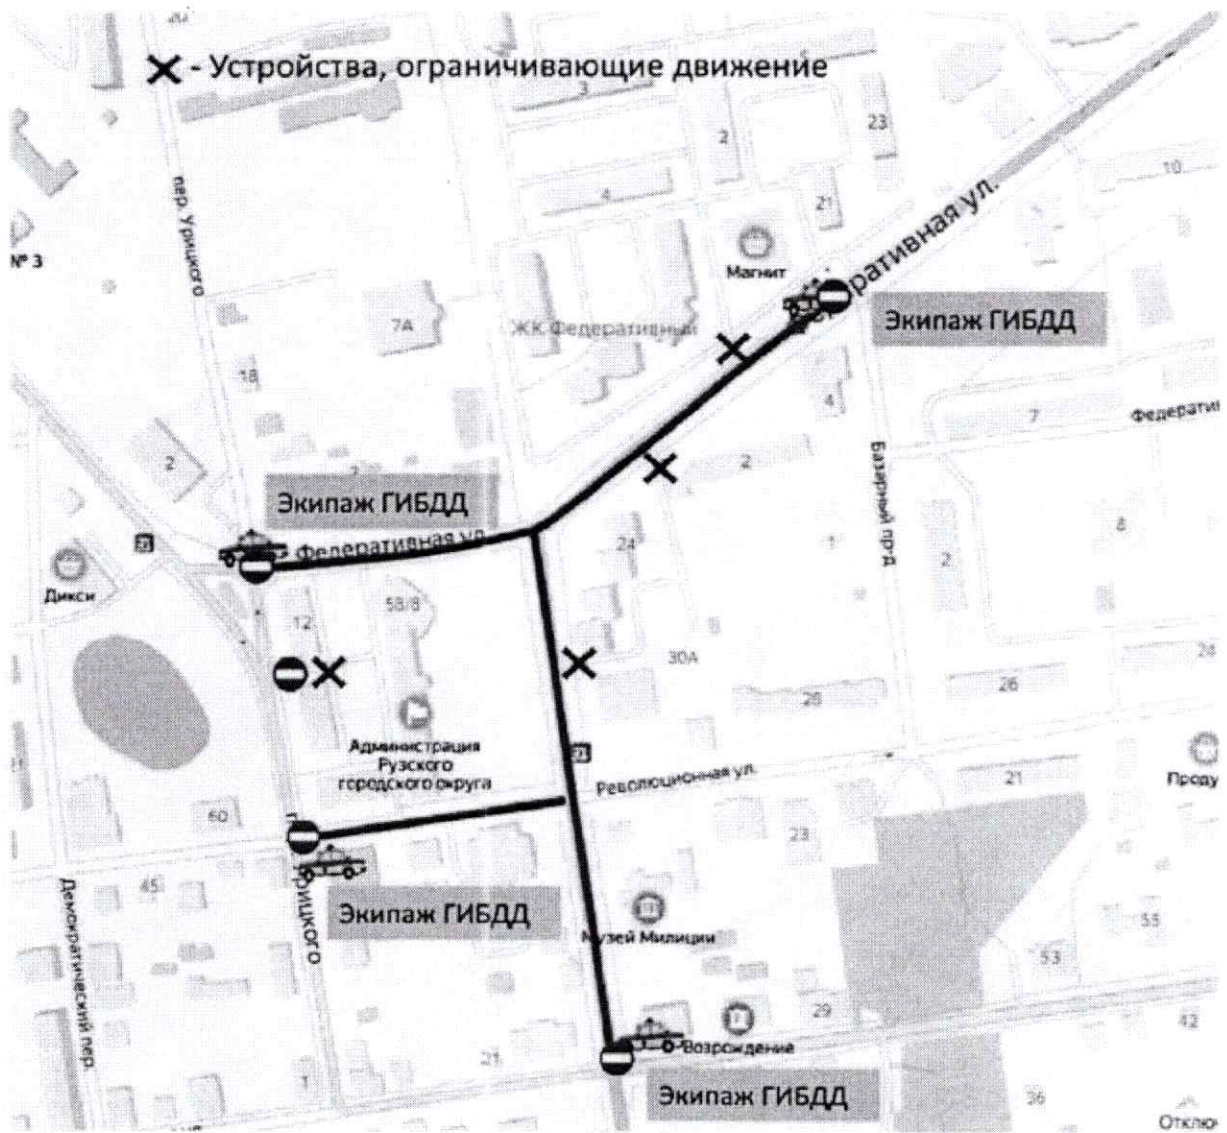 - Устройства, ограничивающие движение
3
23
2
10
4
21
пер. Урицкого
№ 3
Магнит
ративная ул.
Экипаж ГИБДД
7А
ЖК Федеративный
18
4
7
Федерати
2
2
Базарный пр-д
Экипаж ГИБДД
Федеративная ул.
24
1
8
2
Дикси
12
58/8
30А
24
28
26
Администрация
Рузского
городского округа
Революционная ул.
21
Проду
60
23
45
Урицкого
Экипаж ГИБДД
Музей Милиции
55
53
Демократический пер.
29
42
Возрождение
21
1
Экипаж ГИБДД
36
Отклю